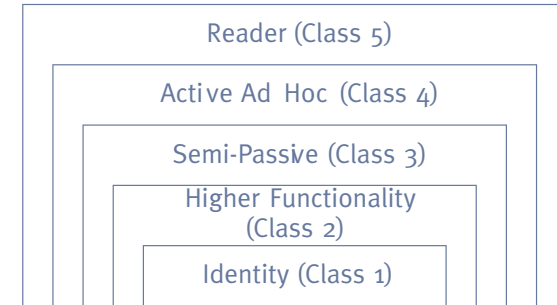 Reader (Class 5)
Active Ad Hoc (Class 4)
Semi-Passive (Class 3)
Higher Functionality
(Class 2)
Identity (Class 1)